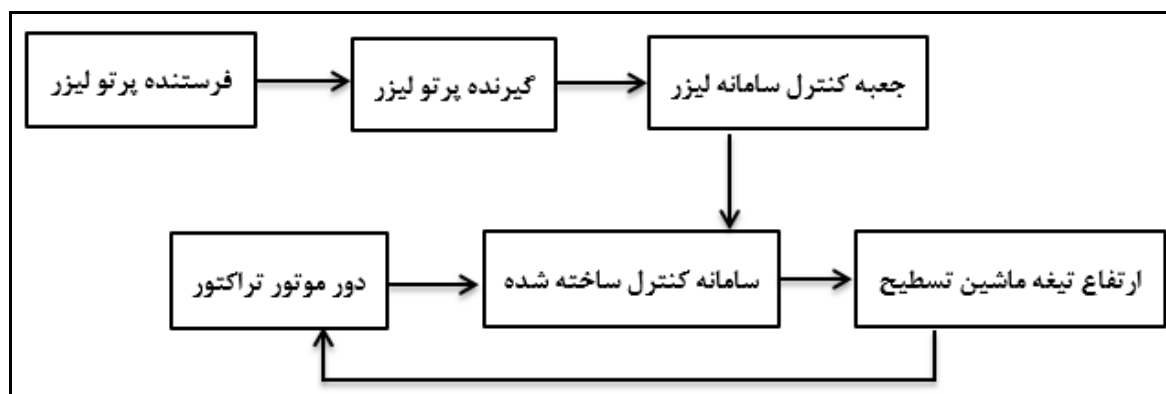 فرستنده پرتو لیزر
گیرنده پرتو لیزر
جعبه کنترل سامانه لیزر
دور موتور تراکتور
سامانه کنترل ساخته شده
ارتفاع تیغه ماشین تسطیح